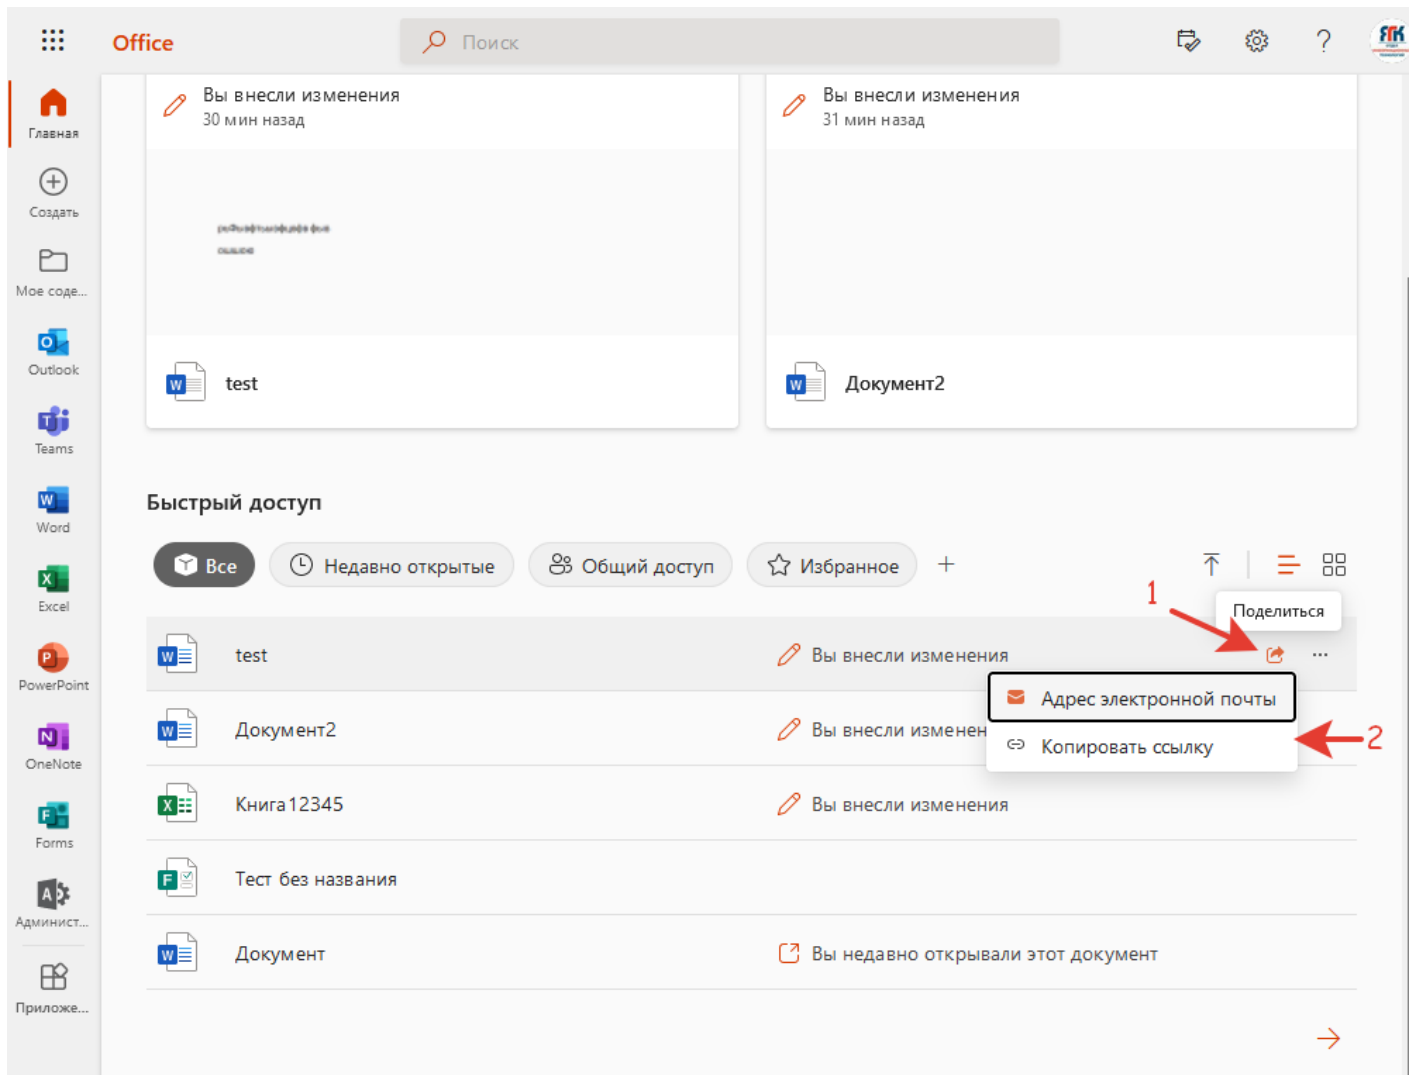 Office
Поиск
ЯГК
Главная
Создать
Мое соде...
Outlook
Teams
Word
Excel
PowerPoint
OneNote
Forms
Админист...
Приложе...
Вы внесли изменения
30 мин назад
test
Вы внесли изменения
31 мин назад
Документ2
Быстрый доступ
Все
Недавно открытые
Общий доступ
Избранное
1
Поделиться
test
Вы внесли изменения
Адрес электронной почты
Копировать ссылку
2
Документ2
Вы внесли изменен
Книга12345
Вы внесли изменения
Тест без названия
Документ
Вы недавно открывали этот документ